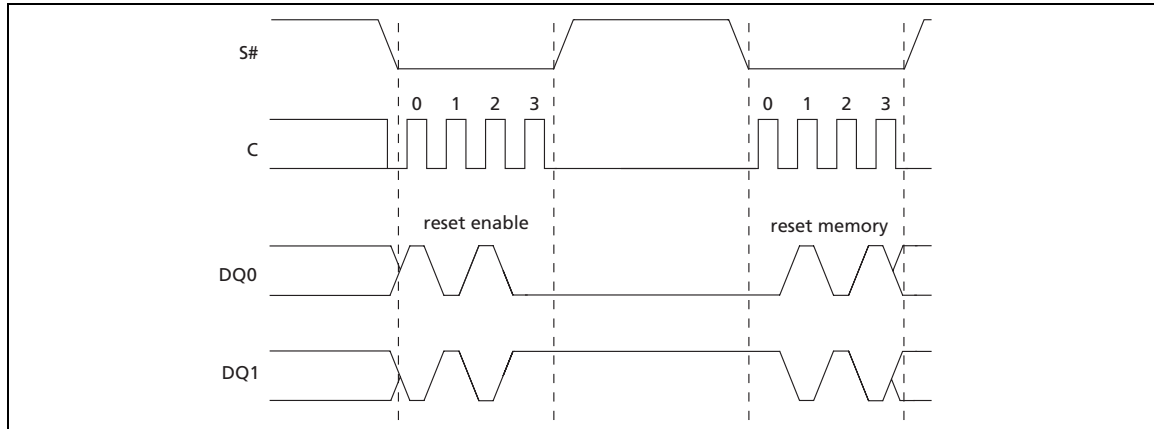 S#
0 1 2 3 0 1 2 3
C
reset enable reset memory
DQ0
DQ1